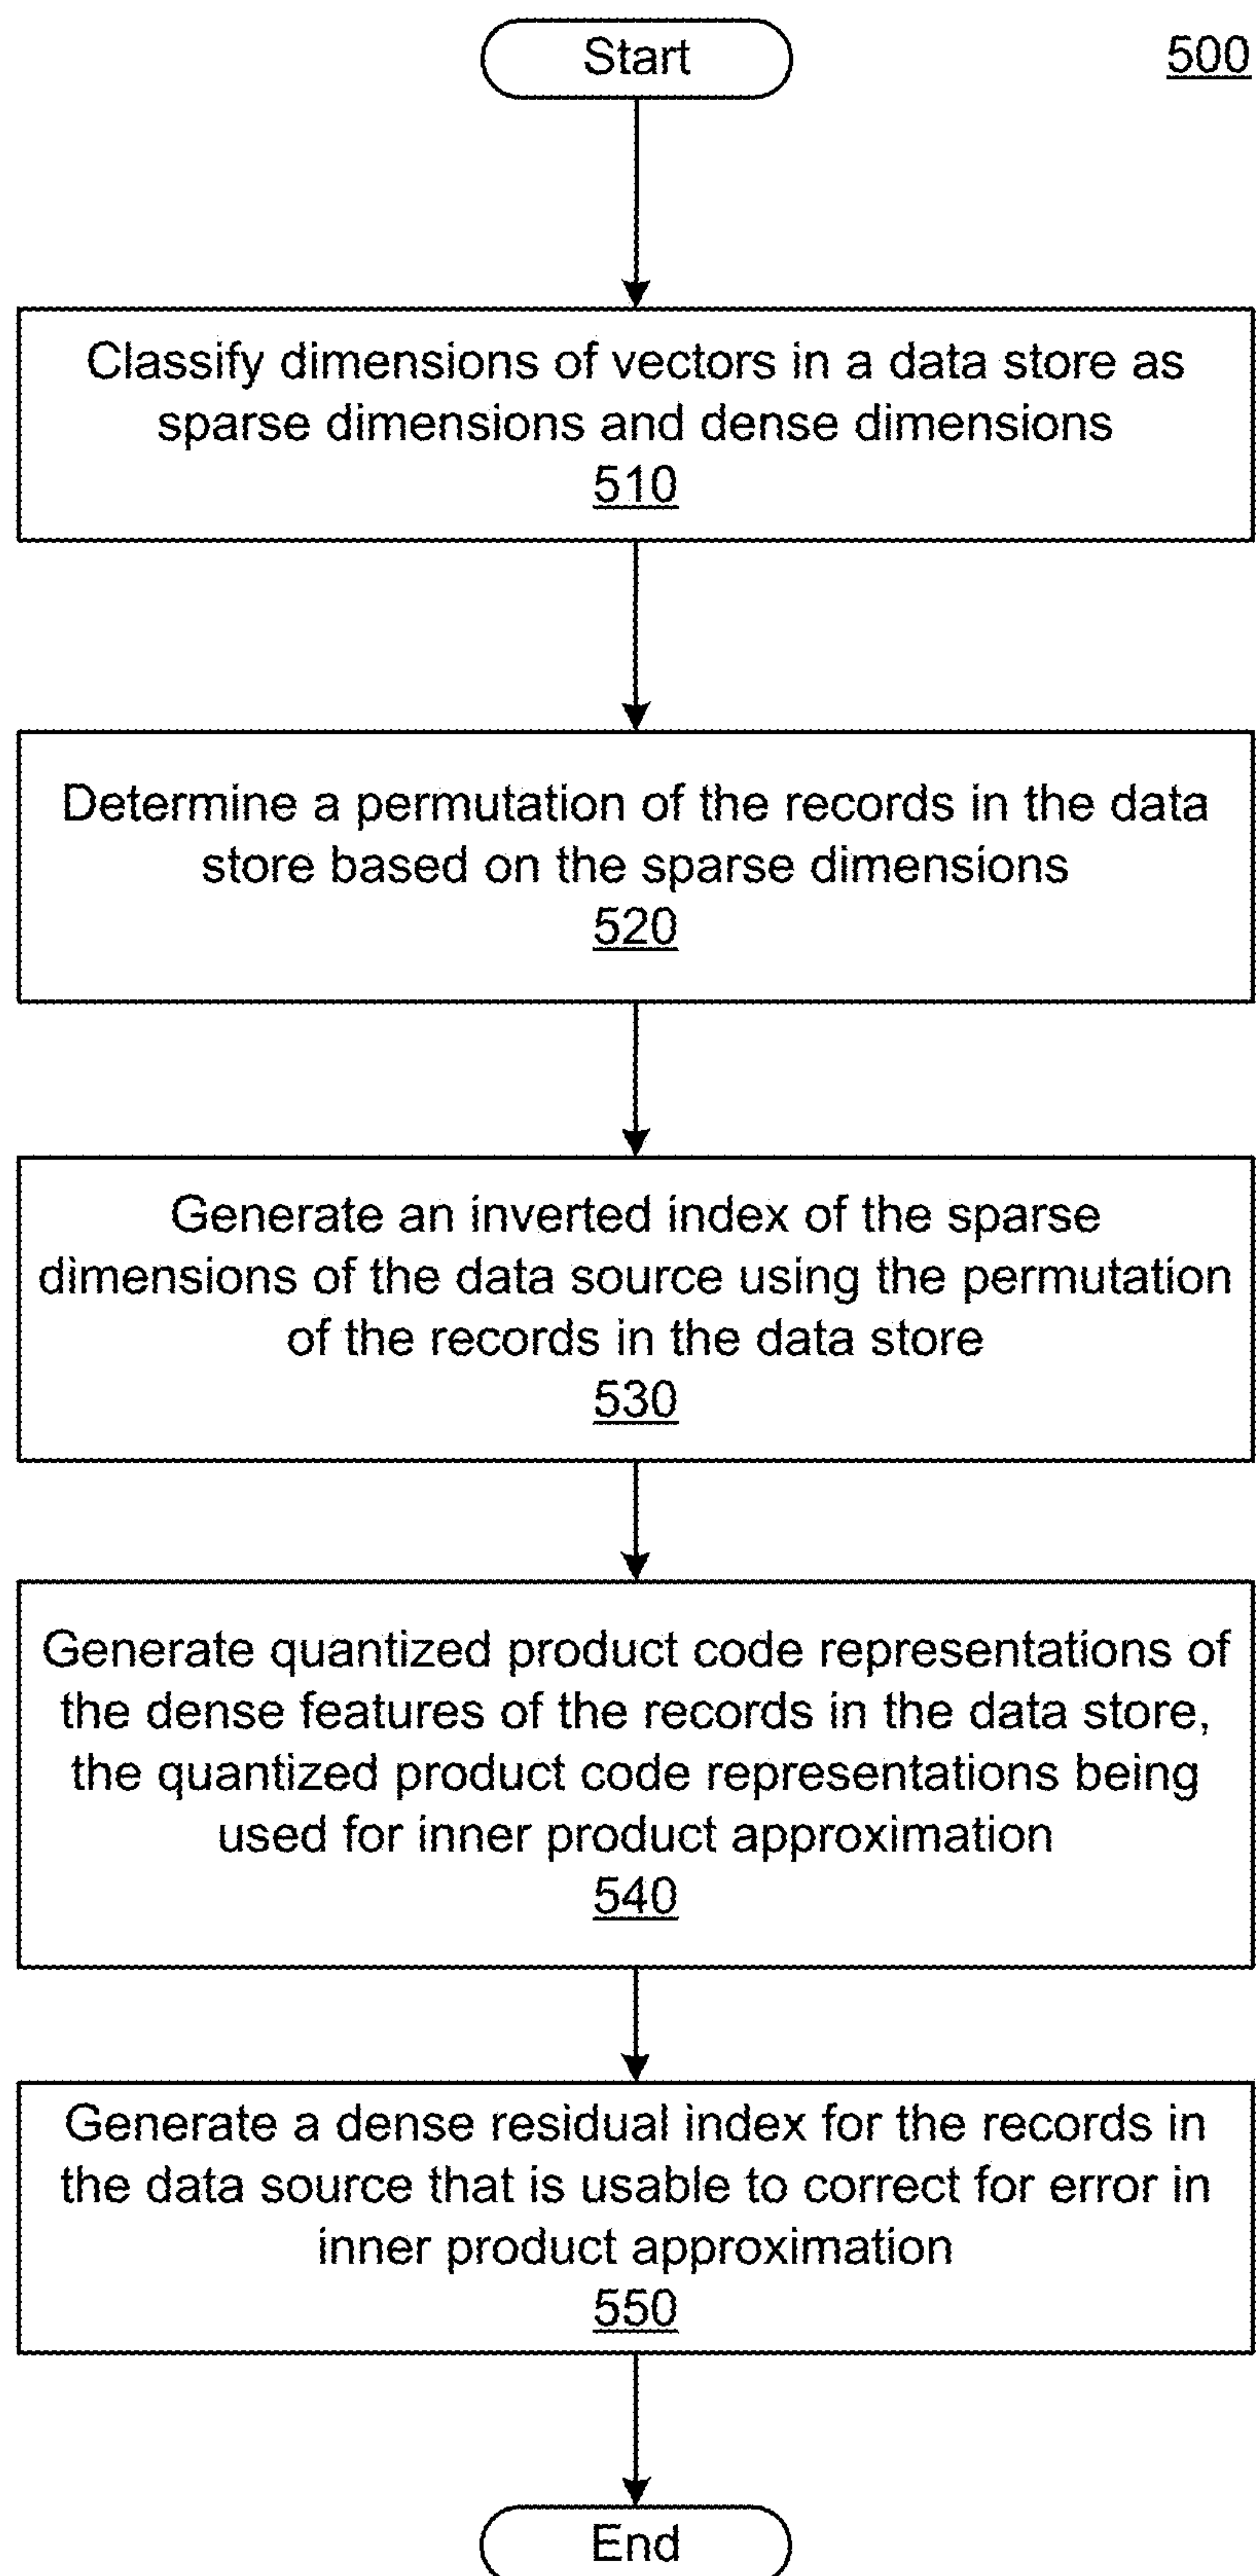 Start
500
Classify dimensions of vectors in a data store as
sparse dimensions and dense dimensions
510
Determine a permutation of the records in the data
store based on the sparse dimensions
520
Generate an inverted index of the sparse
dimensions of the data source using the permutation
of the records in the data store
530
Generate quantized product code representations of
the dense features of the records in the data store,
the quantized product code representations being
used for inner product approximation
540
Generate a dense residual index for the records in
the data source that is usable to correct for error in
inner product approximation
550
End